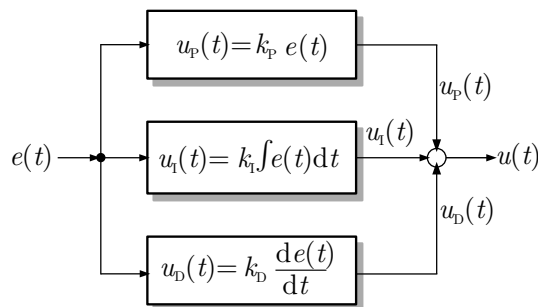 u_P(t)=k_P e(t)
u_P(t)
u_I(t)
e(t)
u_I(t)= k_I∫e(t)dt
u(t)
u_D(t)
u_D(t)=k_D de(t)/dt